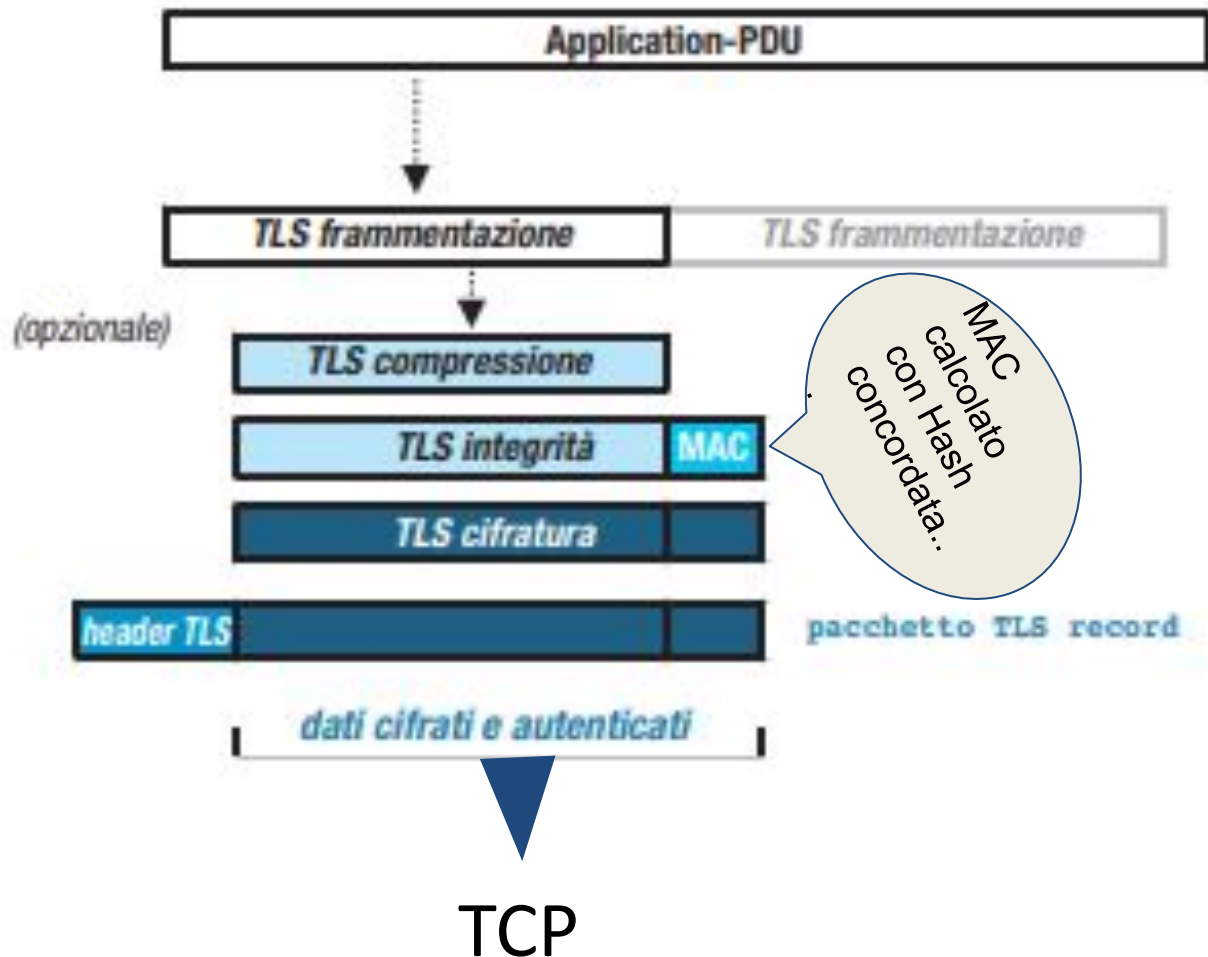 Application-PDU
TLS frammentazione
TLS frammentazione
(opzionale)
TLS compressione
TLS integrità
MAC
MAC
calcolato
con Hash
concordata..
.
TLS cifratura
header TLS
pacchetto TLS record
dati cifrati e autenticati
TCP